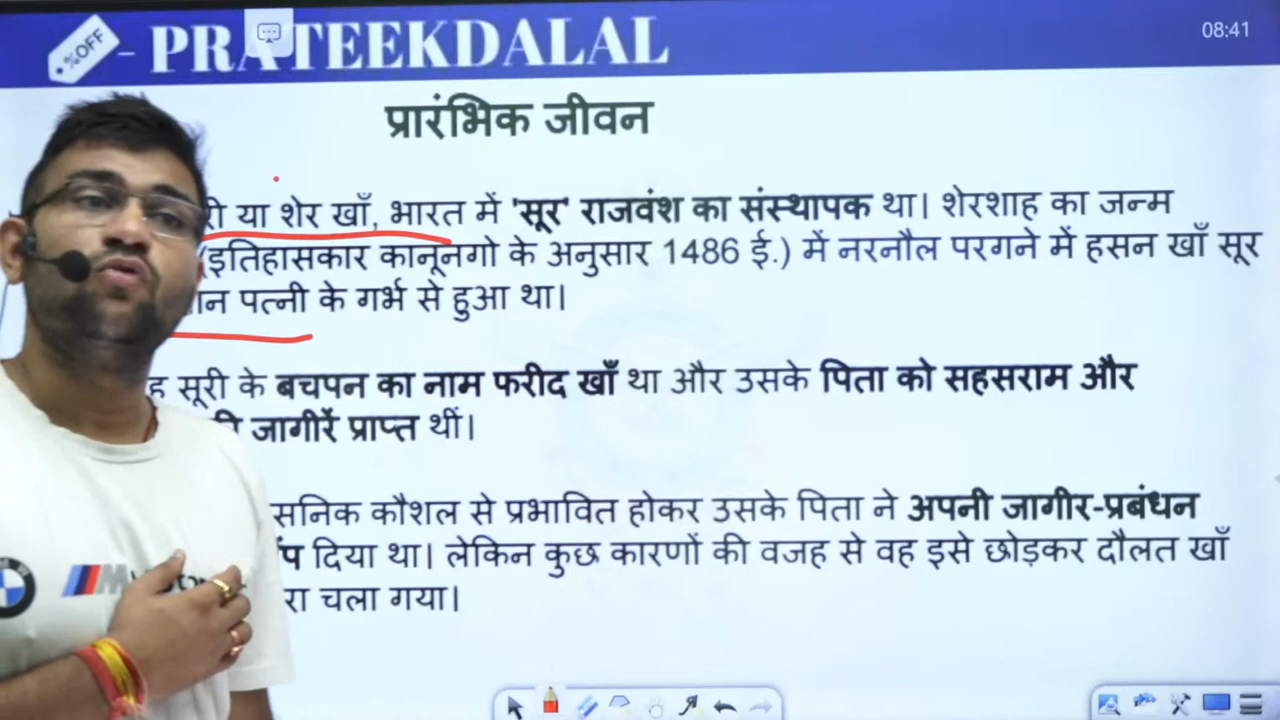 %OFF - PRATEEKDALAL
08:41
प्रारंभिक जीवन
या शेर खाँ, भारत में 'सूर' राजवंश का संस्थापक था। शेरशाह का जन्म
(इतिहासकार कानूनगो के अनुसार 1486 ई.) में नरनौल परगने में हसन खाँ सूर
पत्नी के गर्भ से हुआ था।
सूरी के बचपन का नाम फरीद खाँ था और उसके पिता को सहसराम और
जागीरें प्राप्त थीं।
कौशल से प्रभावित होकर उसके पिता ने अपनी जागीर-प्रबंधन
दिया था। लेकिन कुछ कारणों की वजह से वह इसे छोड़कर दौलत खाँ
चला गया।